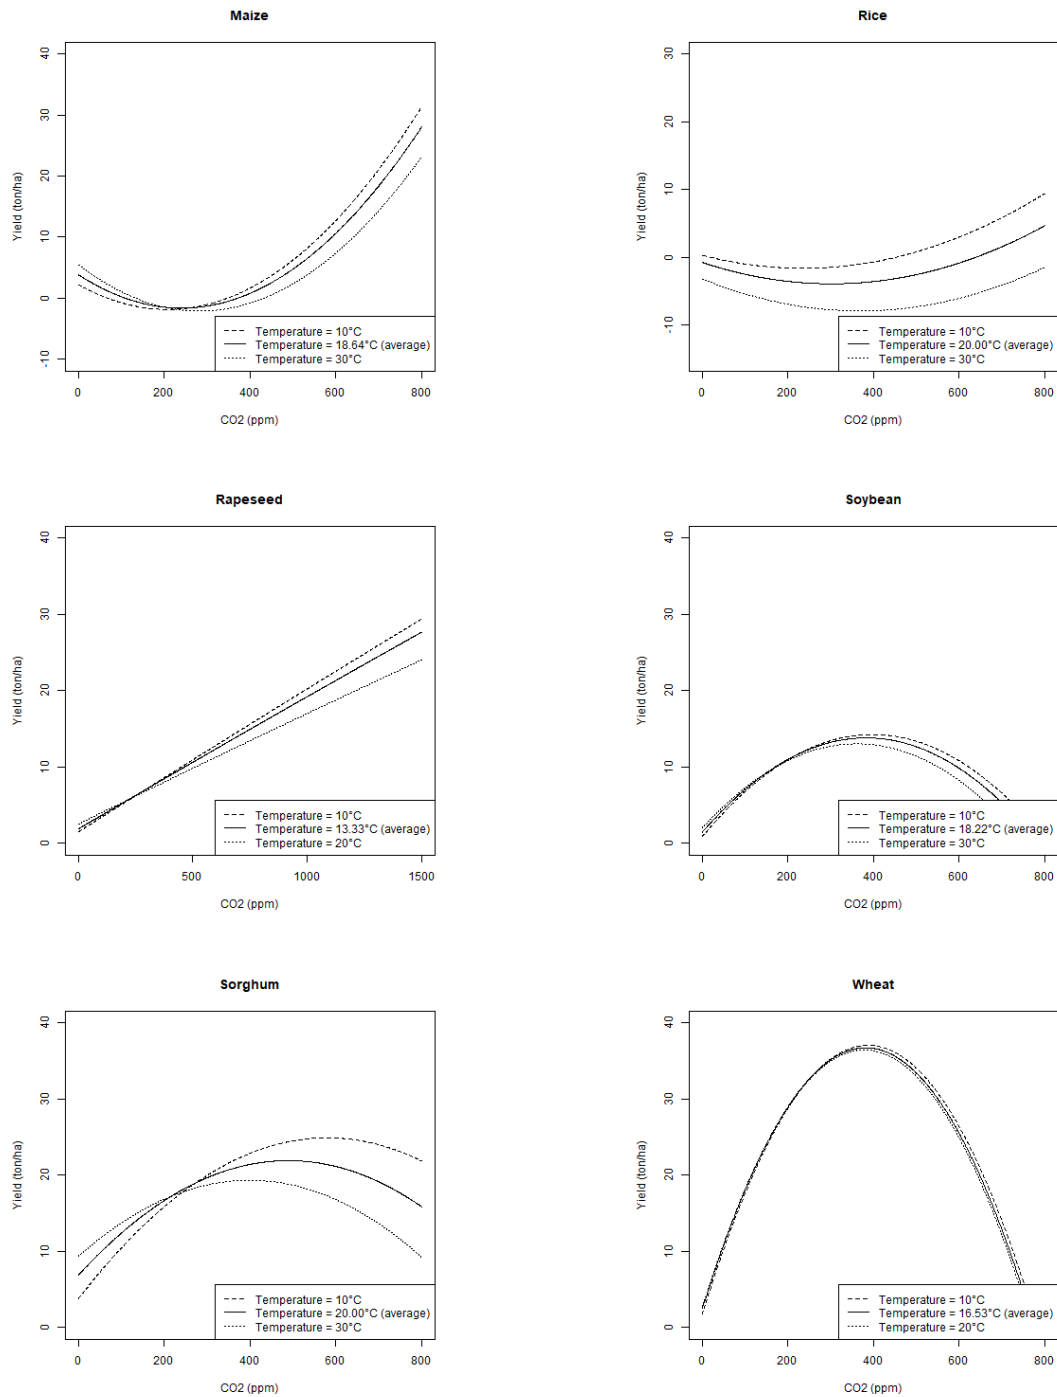 Maize
Yield (ton/ha)
40
30
20
10
0
-10
Temperature = 10°C
Temperature = 18.64°C (average)
Temperature = 30°C
0 200 400 600 800
CO2 (ppm)
Rice
Yield (ton/ha)
30
20
10
0
-10
Temperature = 10°C
Temperature = 20.00°C (average)
Temperature = 30°C
0 200 400 600 800
CO2 (ppm)
Rapeseed
Yield (ton/ha)
40
30
20
10
0
Temperature = 10°C
Temperature = 13.33°C (average)
Temperature = 20°C
0 500 1000 1500
CO2 (ppm)
Soybean
Yield (ton/ha)
40
30
20
10
0
Temperature = 10°C
Temperature = 18.22°C (average)
Temperature = 30°C
0 200 400 600 800
CO2 (ppm)
Sorghum
Yield (ton/ha)
40
30
20
10
0
Temperature = 10°C
Temperature = 20.00°C (average)
Temperature = 30°C
0 200 400 600 800
CO2 (ppm)
Wheat
Yield (ton/ha)
40
30
20
10
0
Temperature = 10°C
Temperature = 16.53°C (average)
Temperature = 20°C
0 200 400 600 800
CO2 (ppm)